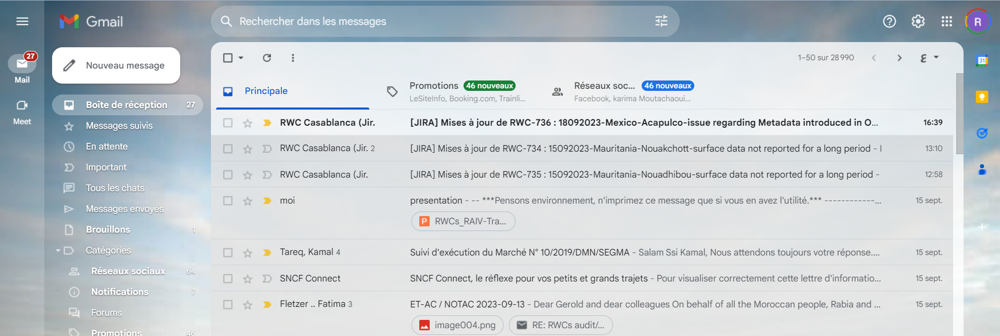 Gmail
Rechercher dans les messages
R
27
Mail
Meet
Nouveau message
Boîte de réception 27
Messages suivis
En attente
Important
Tous les chats
Messages envoyés
Brouillons 1
Catégories
Réseaux sociaux 64
Notifications 7
Forums
Promotions 46
1–50 sur 28 990
ع
Principale
Promotions 46 nouveaux
LeSiteInfo, Booking.com, Trainli...
Réseaux soc... 46 nouveaux
Facebook, karima Moutachaoui...
RWC Casablanca (Jir. [JIRA] Mises à jour de RWC-736 : 18092023-Mexico-Acapulco-issue regarding Metadata introduced in O... 16:39
RWC Casablanca (Jir. 2 [JIRA] Mises à jour de RWC-734 : 15092023-Mauritania-Nouakchott-surface data not reported for a long period - I 13:10
RWC Casablanca (Jir. [JIRA] Mises à jour de RWC-735 : 15092023-Mauritania-Nouadhibou-surface data not reported for a long period - 12:58
moi presentation - -- ***Pensons environnement, n'imprimez ce message que si vous en avez l'utilité.*** ------------... 15 sept.
P RWCs_RAIV-Tra...
Tareq, Kamal 4 Suivi d'exécution du Marché N° 10/2019/DMN/SEGMA - Salam Ssi Kamal, Nous attendons toujours votre réponse.... 15 sept.
SNCF Connect SNCF Connect, le réflexe pour vos petits et grands trajets - Pour visualiser correctement cette lettre d'informatio... 15 sept.
Fletzer .. Fatima 3 ET-AC / NOTAC 2023-09-13 - Dear Gerold and dear colleagues On behalf of all the Moroccan people, Rabia and ... 15 sept.
image004.png RE: RWCs audit/...
31